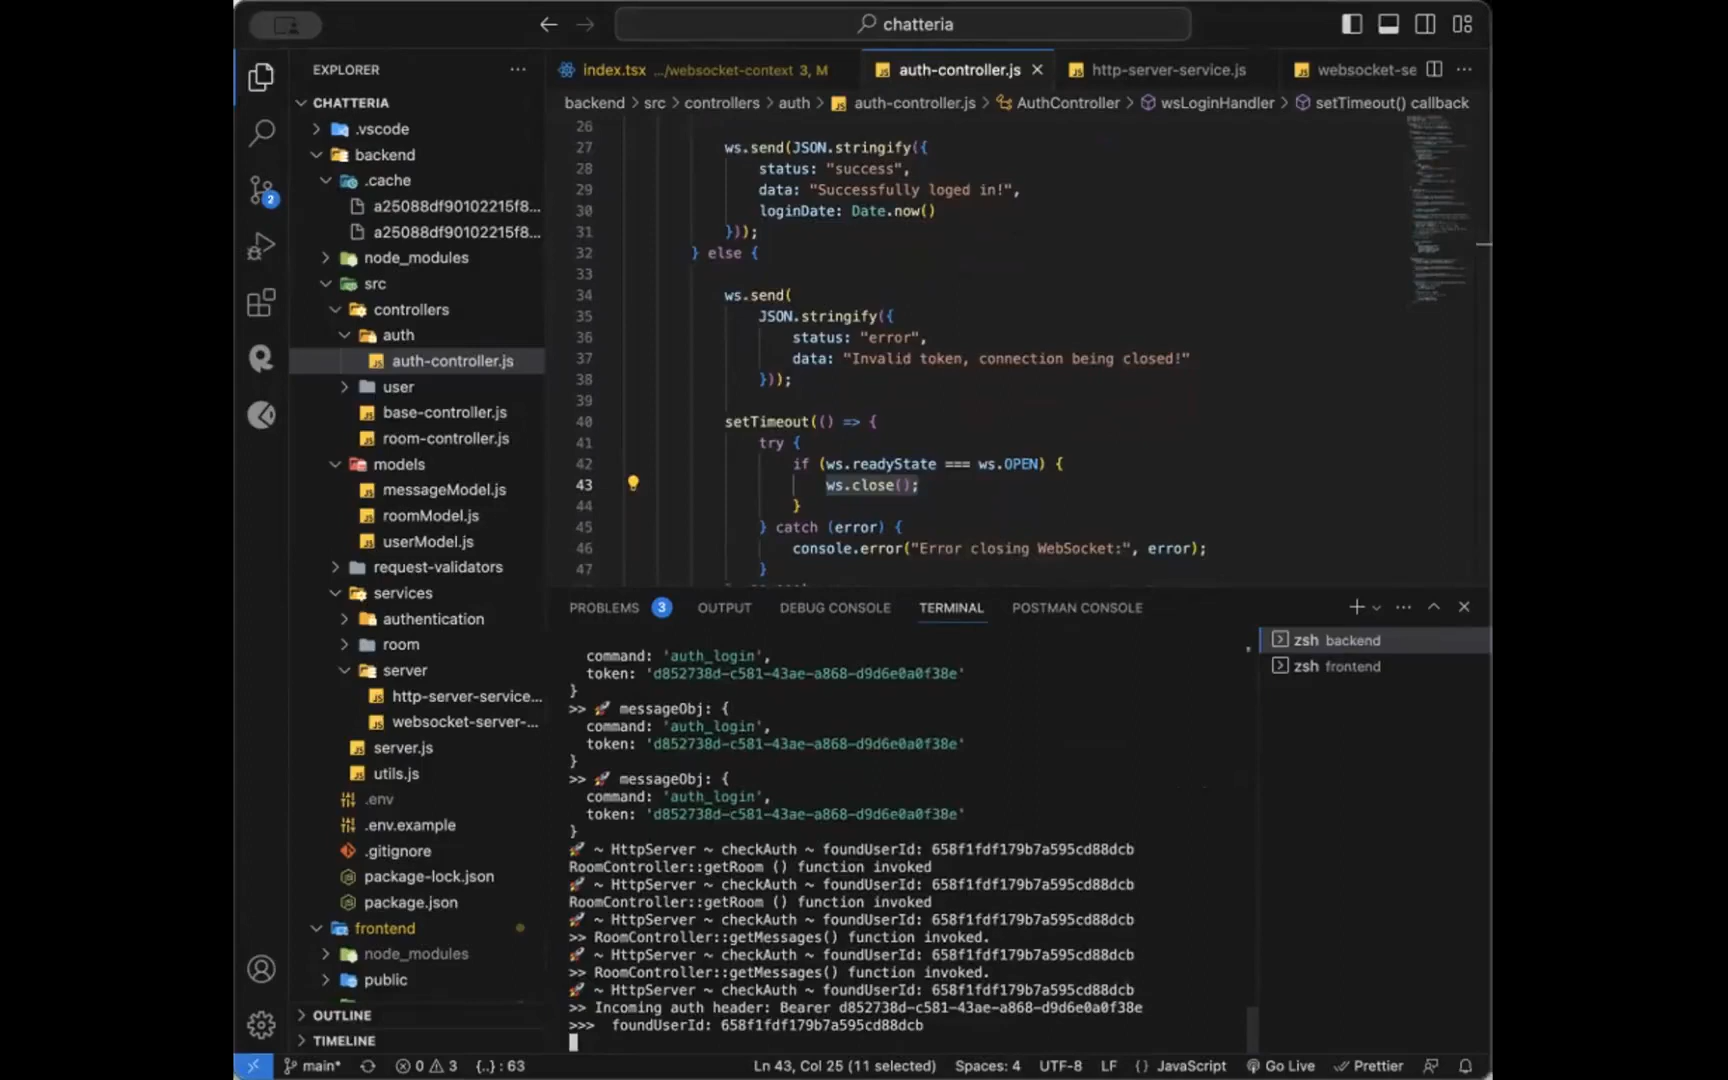 chatteria
EXPLORER
CHATTERIA
.vscode
backend
.cache
a25088df90102215f8...
a25088df90102215f8...
node_modules
src
controllers
auth
auth-controller.js
user
base-controller.js
room-controller.js
models
messageModel.js
roomModel.js
userModel.js
request-validators
services
authentication
room
server
http-server-service...
websocket-server-...
server.js
utils.js
.env
.env.example
.gitignore
package-lock.json
package.json
frontend
node_modules
public
OUTLINE
TIMELINE
2
index.tsx .../websocket-context 3, M
auth-controller.js
http-server-service.js
websocket-se
backend > src > controllers > auth > auth-controller.js > AuthController > wsLoginHandler > setTimeout() callback
26
27 ws.send(JSON.stringify({
28 status: "success",
29 data: "Successfully loged in!",
30 loginDate: Date.now()
31 }));
32 } else {
33
34 ws.send(
35 JSON.stringify({
36 status: "error",
37 data: "Invalid token, connection being closed!"
38 }));
39
40 setTimeout(() => {
41 try {
42 if (ws.readyState === ws.OPEN) {
43 ws.close();
44 }
45 } catch (error) {
46 console.error("Error closing WebSocket:", error);
47 }
PROBLEMS 3 OUTPUT DEBUG CONSOLE TERMINAL POSTMAN CONSOLE
command: 'auth_login',
token: 'd852738d-c581-43ae-a868-d9d6e0a0f38e'
}
>> 🚀 messageObj: {
command: 'auth_login',
token: 'd852738d-c581-43ae-a868-d9d6e0a0f38e'
}
>> 🚀 messageObj: {
command: 'auth_login',
token: 'd852738d-c581-43ae-a868-d9d6e0a0f38e'
}
🚀 ~ HttpServer ~ checkAuth ~ foundUserId: 658f1fdf179b7a595cd88dcb
RoomController::getRoom () function invoked
🚀 ~ HttpServer ~ checkAuth ~ foundUserId: 658f1fdf179b7a595cd88dcb
RoomController::getRoom () function invoked
🚀 ~ HttpServer ~ checkAuth ~ foundUserId: 658f1fdf179b7a595cd88dcb
>> RoomController::getMessages() function invoked.
🚀 ~ HttpServer ~ checkAuth ~ foundUserId: 658f1fdf179b7a595cd88dcb
>> RoomController::getMessages() function invoked.
🚀 ~ HttpServer ~ checkAuth ~ foundUserId: 658f1fdf179b7a595cd88dcb
>> Incoming auth header: Bearer d852738d-c581-43ae-a868-d9d6e0a0f38e
>>> foundUserId: 658f1fdf179b7a595cd88dcb
zsh backend
zsh frontend
main* 0 3 {..} : 63 Ln 43, Col 25 (11 selected) Spaces: 4 UTF-8 LF {} JavaScript Go Live Prettier